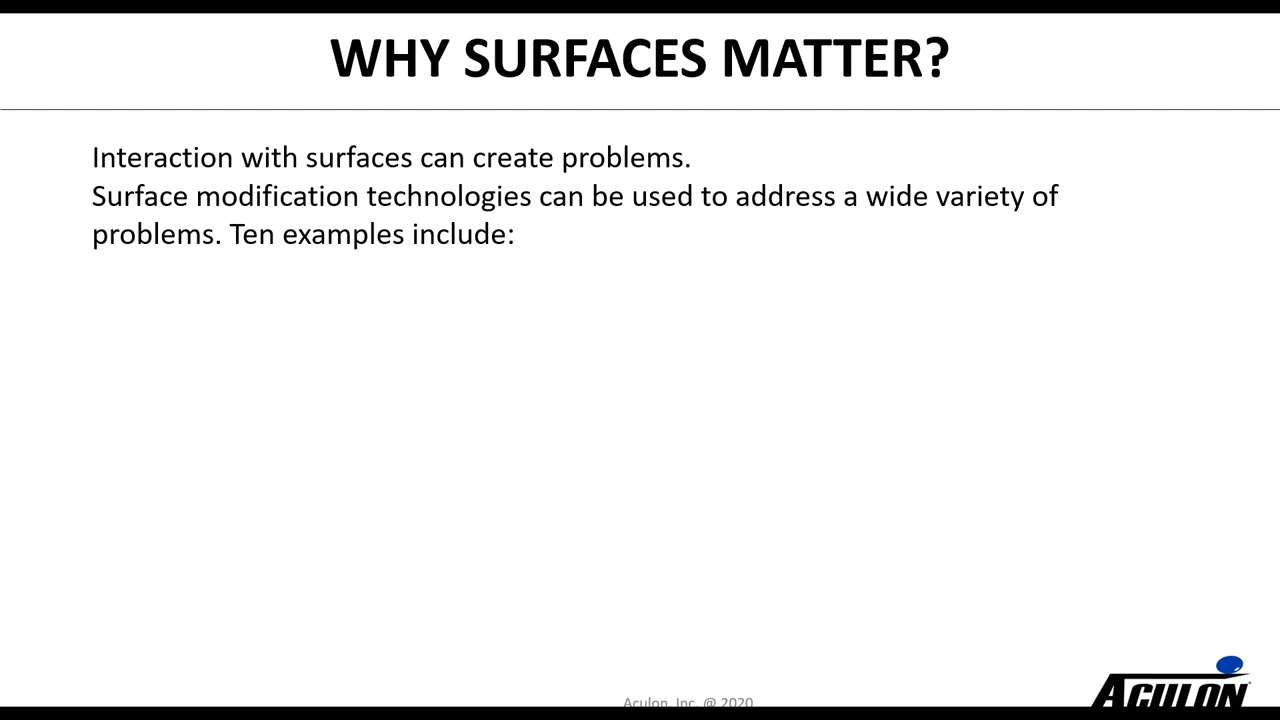 WHY SURFACES MATTER?
Interaction with surfaces can create problems.
Surface modification technologies can be used to address a wide variety of
problems. Ten examples include:
Aculon, Inc. @ 2020
ACULON